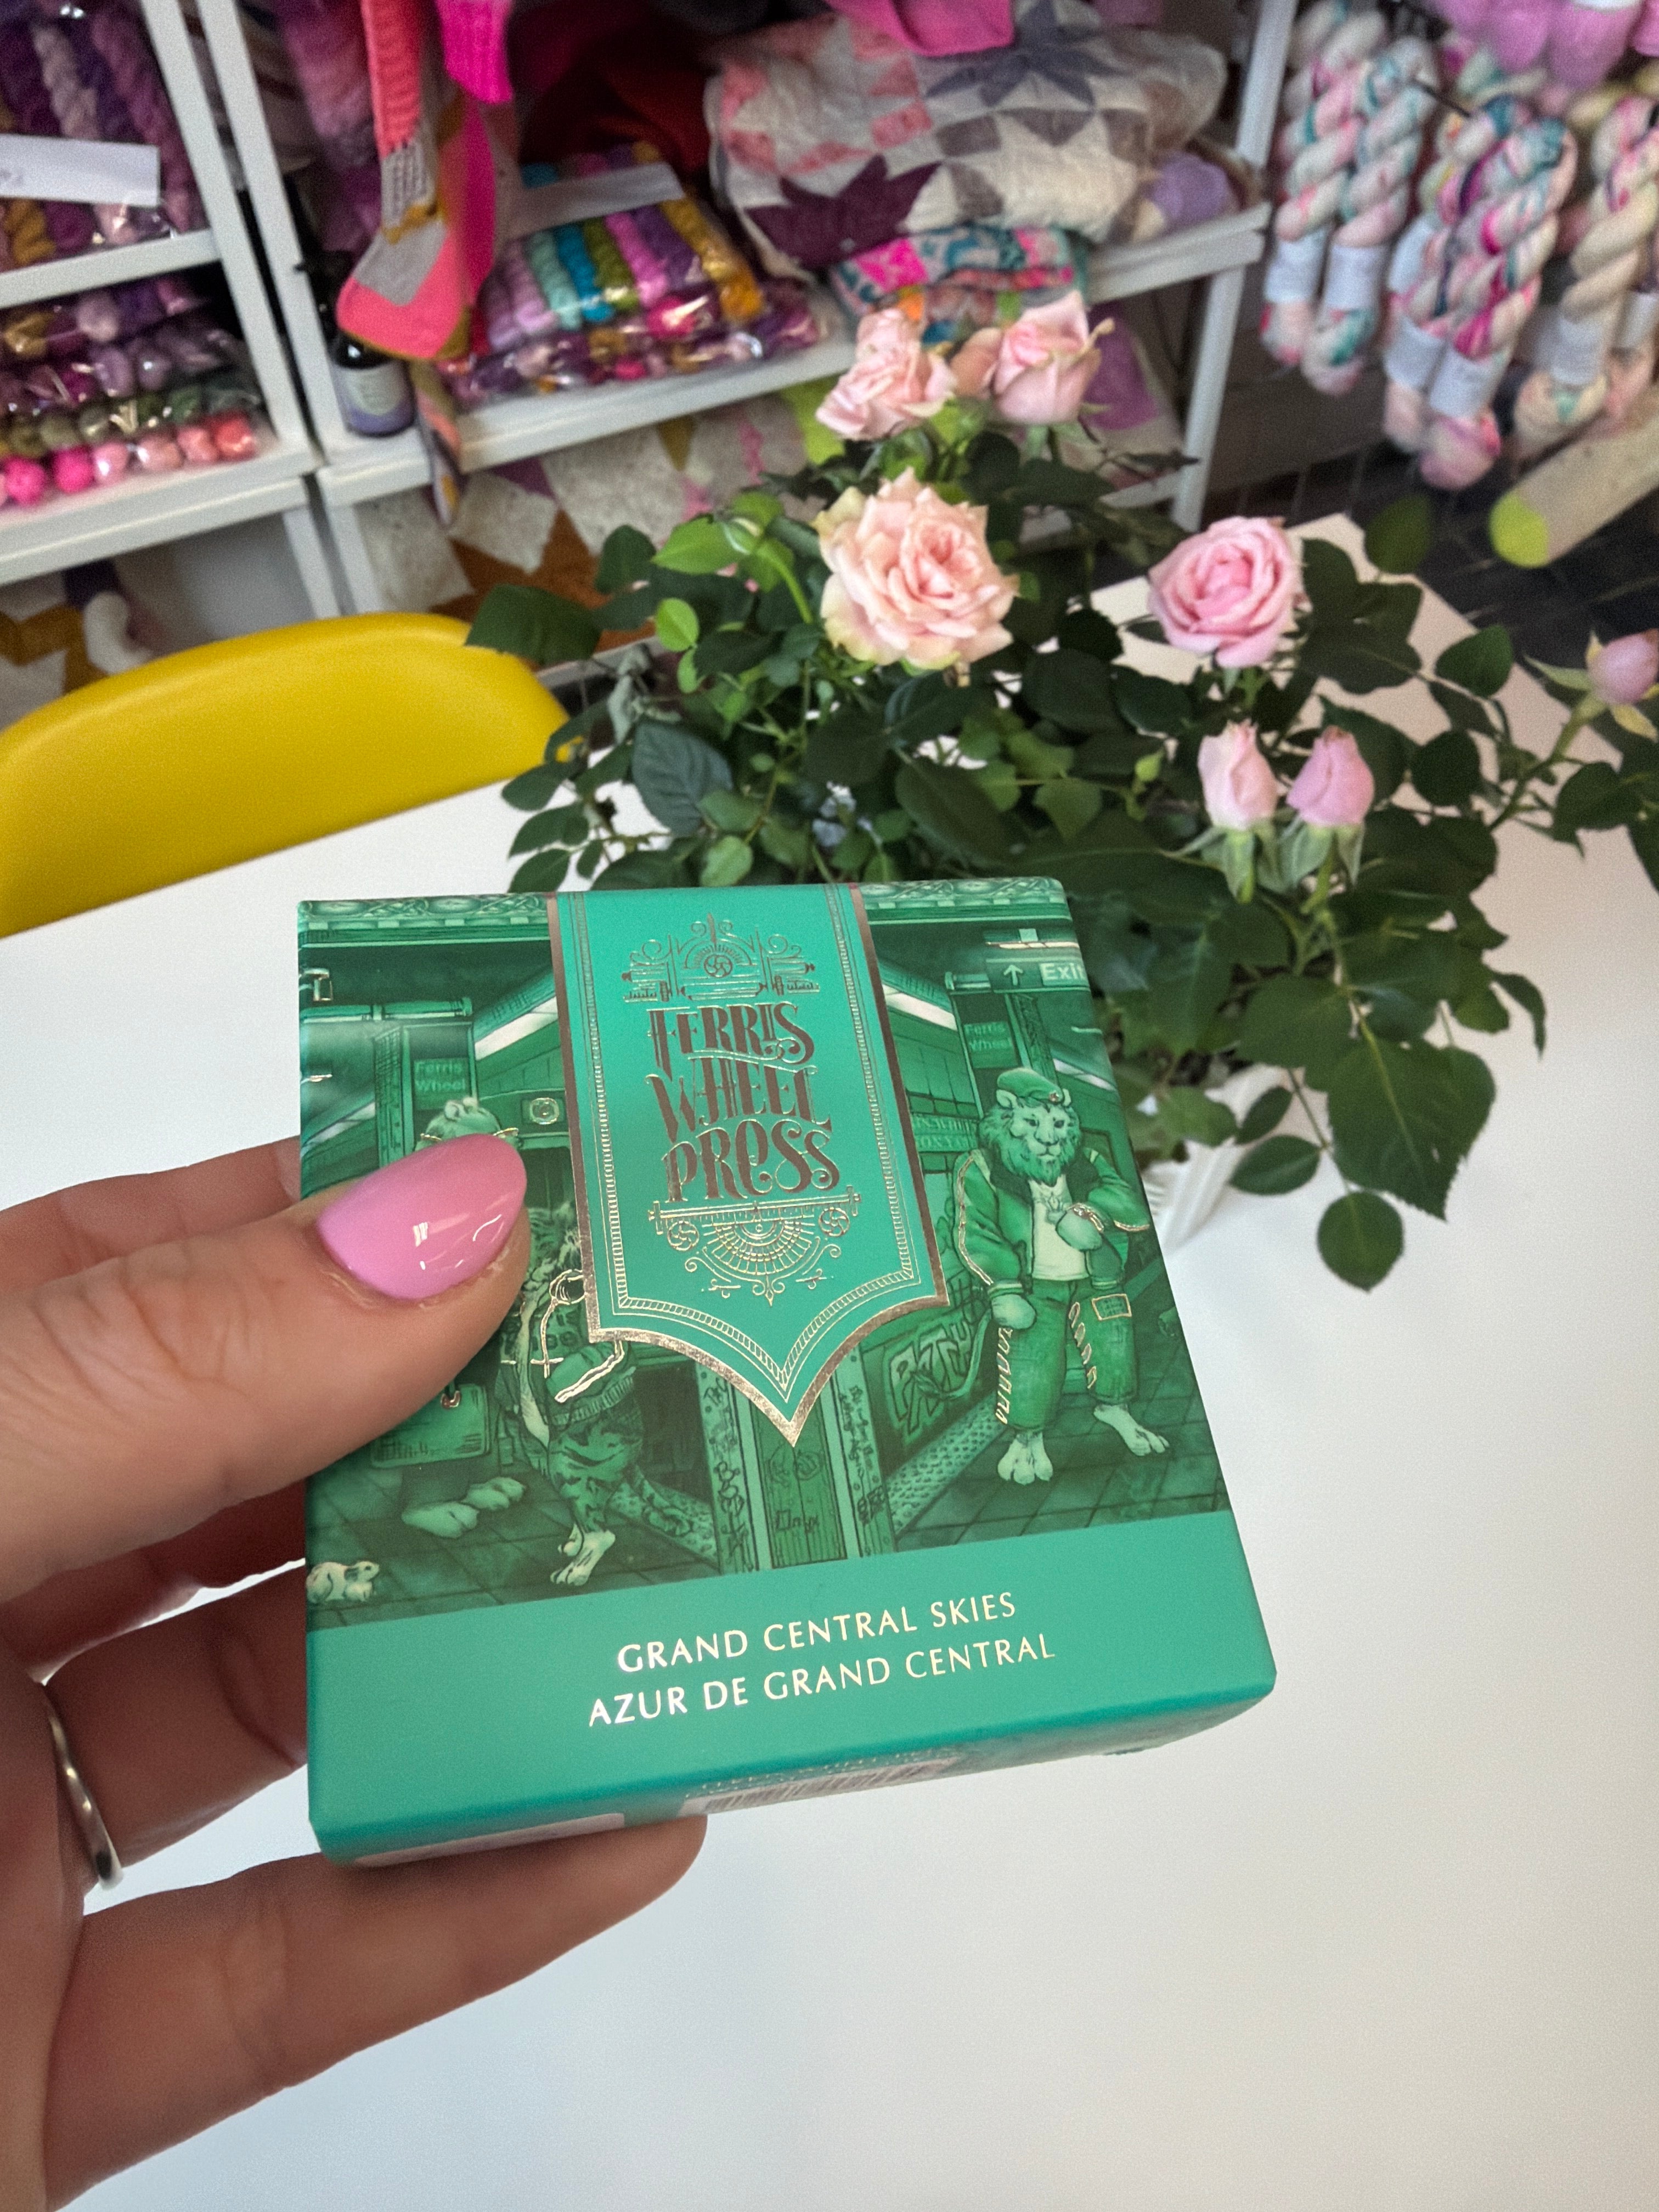 Exit
Ferris
Wheel
Ferris
Wheel
FERRIS
WHEEL
PRESS
GRAND CENTRAL SKIES
AZUR DE GRAND CENTRAL